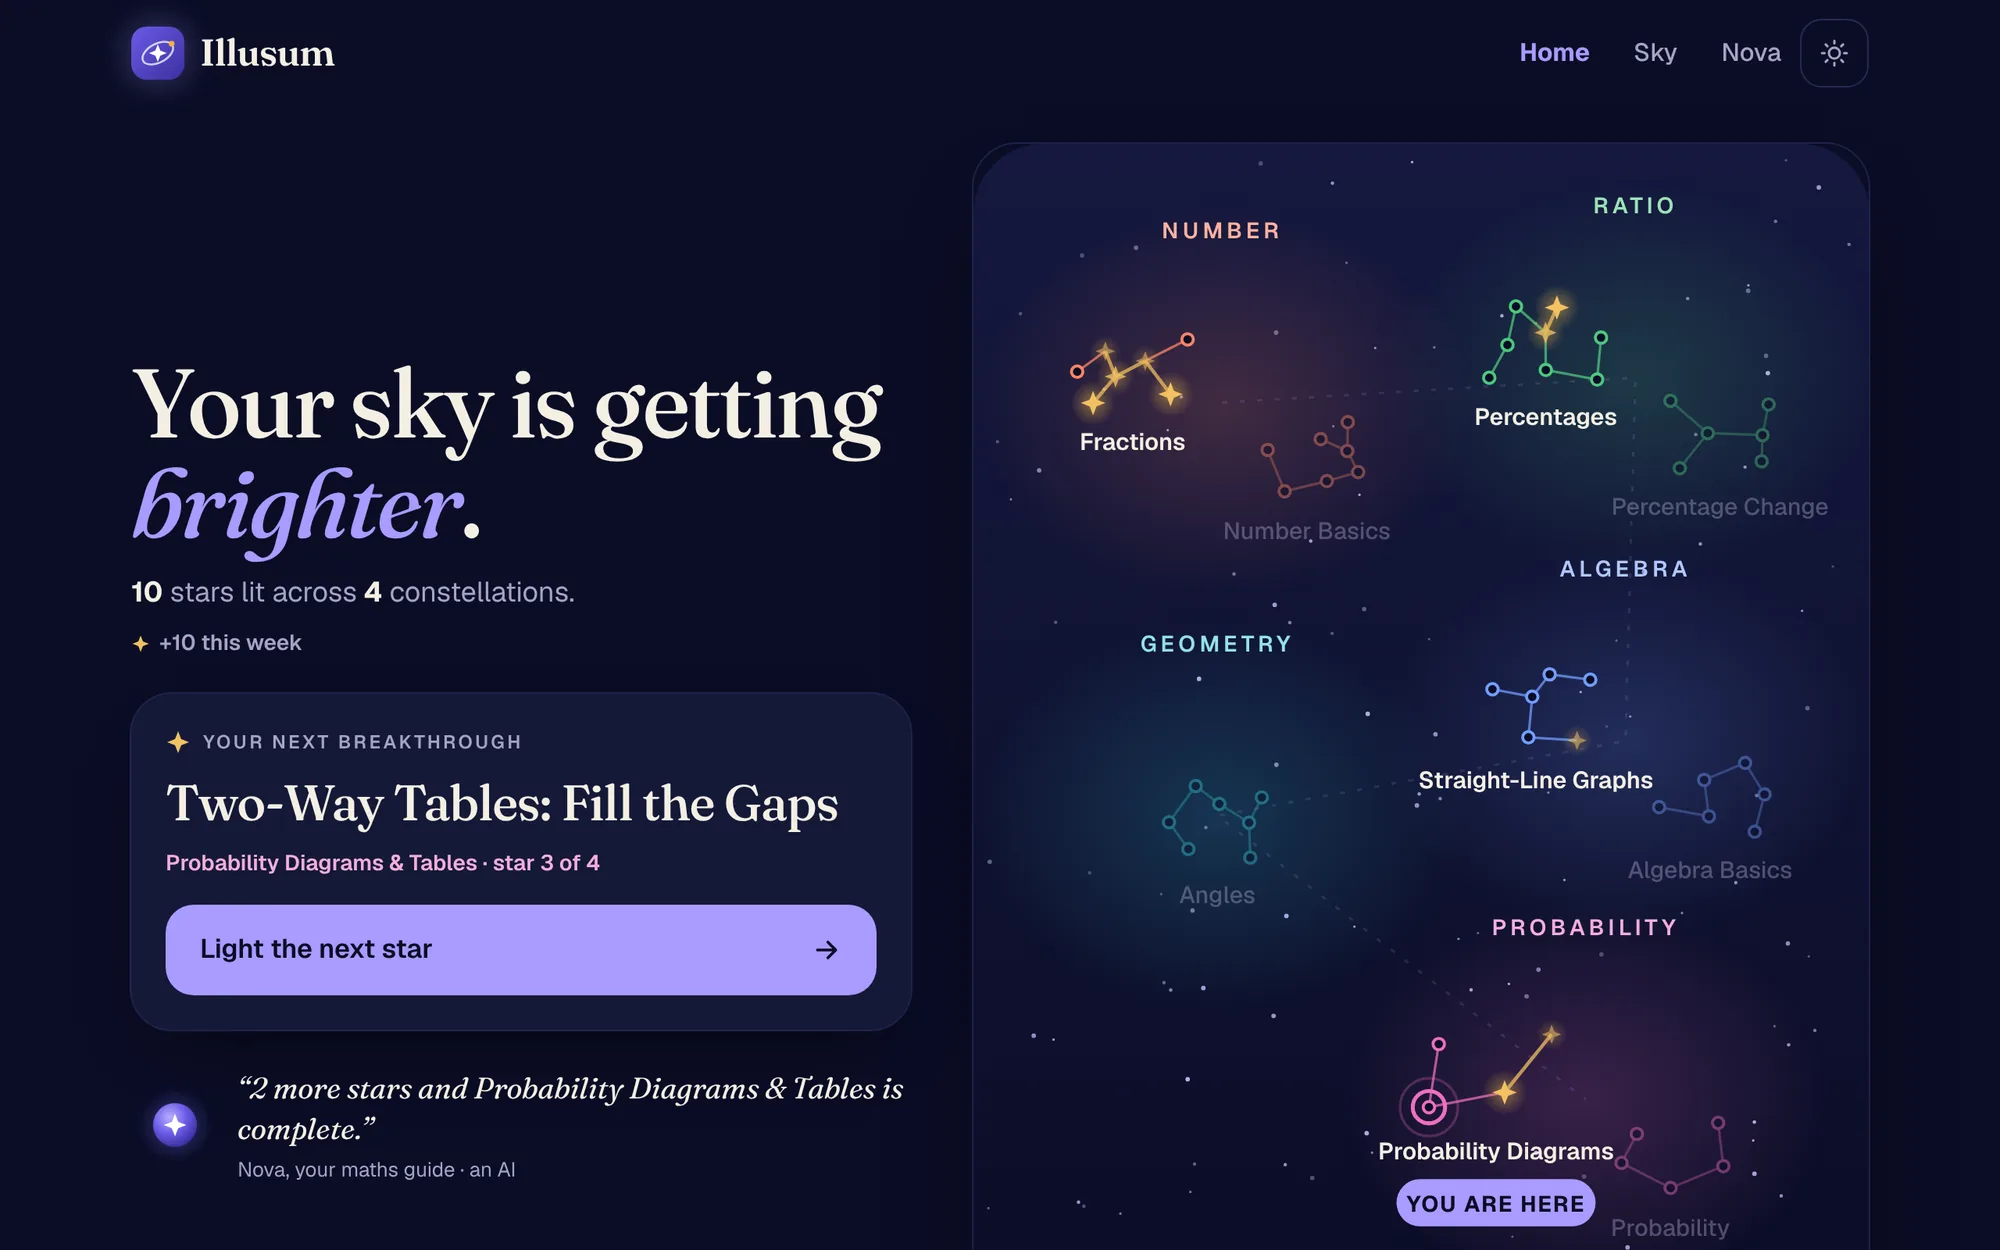 Illusum
Home
Sky
Nova
Your sky is getting
brighter.
10 stars lit across 4 constellations.
+10 this week
YOUR NEXT BREAKTHROUGH
Two-Way Tables: Fill the Gaps
Probability Diagrams & Tables · star 3 of 4
Light the next star
“2 more stars and Probability Diagrams & Tables is
complete.”
Nova, your maths guide · an AI
NUMBER
RATIO
Fractions
Percentages
Number Basics
Percentage Change
ALGEBRA
GEOMETRY
Straight-Line Graphs
Algebra Basics
Angles
PROBABILITY
Probability Diagrams
YOU ARE HERE
Probability